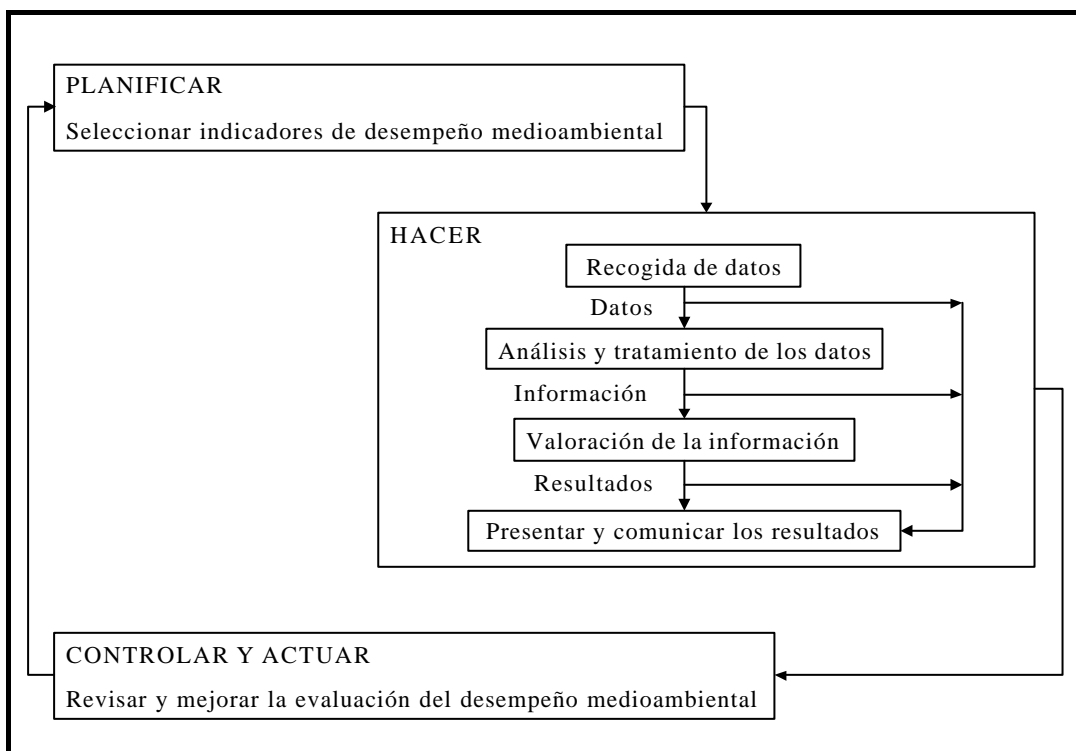 PLANIFICAR
Seleccionar indicadores de desempeño medioambiental
HACER
Recogida de datos
Datos
Análisis y tratamiento de los datos
Información
Valoración de la información
Resultados
Presentar y comunicar los resultados
CONTROLAR Y ACTUAR
Revisar y mejorar la evaluación del desempeño medioambiental